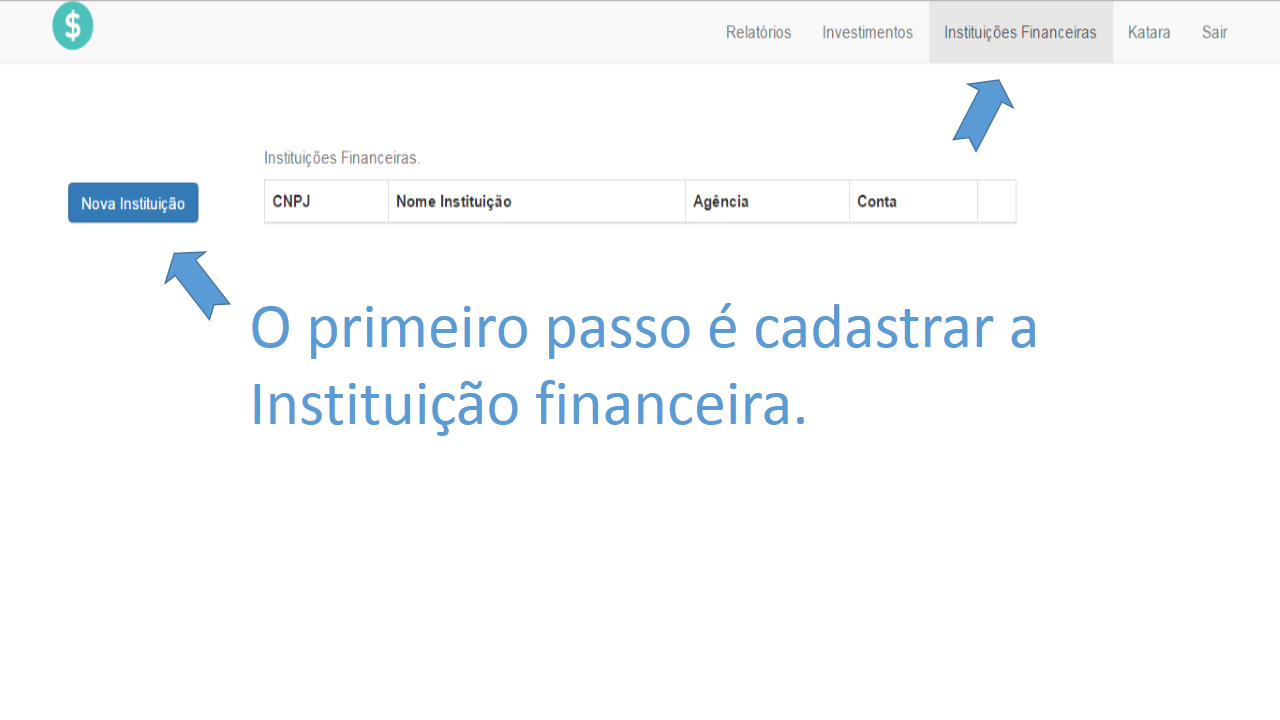 $
Relatórios Investimentos Instituições Financeiras Katara Sair
Instituições Financeiras.
Nova Instituição
CNPJ Nome Instituição Agência Conta
O primeiro passo é cadastrar a
Instituição financeira.